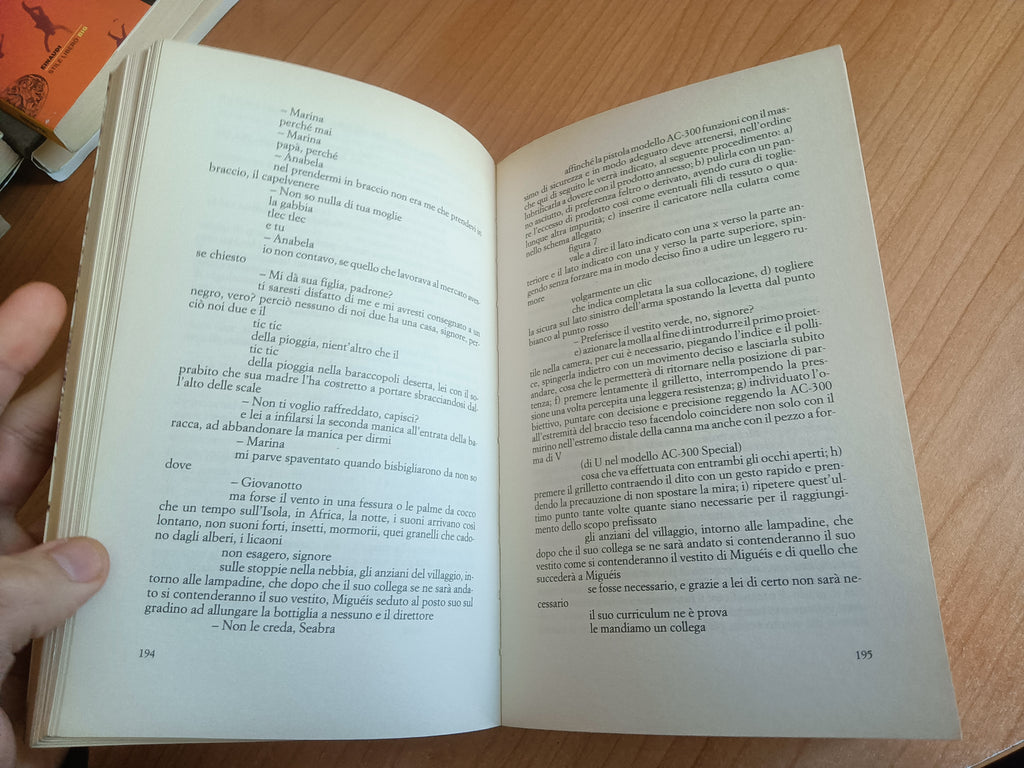 EINAUDI
STILE LIBERO BIG
– Marina
perché mai
– Marina
papà, perché
– Anabela
nel prendermi in braccio non era me che prendevi in
braccio, il capelvenere
– Non so nulla di tua moglie
la gabbia
tlec tlec
e tu
– Anabela
io non contavo, se quello che lavorava al mercato aves-
se chiesto
– Mi dà sua figlia, padrone?
ti saresti disfatto di me e mi avresti consegnato a un
negro, vero? perciò nessuno di noi due ha una casa, signore, per-
ciò noi due e il
tic tic
della pioggia, nient'altro che il
tic tic
della pioggia nella baraccopoli deserta, lei con il so-
prabito che sua madre l'ha costretto a portare sbracciandosi dal-
l'alto delle scale
– Non ti voglio raffreddato, capisci?
e lei a infilarsi la seconda manica all'entrata della ba-
racca, ad abbandonare la manica per dirmi
– Marina
mi parve spaventato quando bisbigliarono da non so
dove
– Giovanotto
ma forse il vento in una fessura o le palme da cocco
che un tempo sull'Isola, in Africa, la notte, i suoni arrivano così
lontano, non suoni forti, insetti, mormorii, quei granelli che cado-
no dagli alberi, i licaoni
non esagero, signore
sulle stoppie nella nebbia, gli anziani del villaggio, in-
torno alle lampadine, che dopo che il suo collega se ne sarà anda-
to si contenderanno il suo vestito, Miguéis seduto al posto suo sul
gradino ad allungare la bottiglia a nessuno e il direttore
– Non le creda, Seabra
194
affinché la pistola modello AC-300 funzioni con il mas-
simo di sicurezza e in modo adeguato deve attenersi, nell'ordine
che qui di seguito le verrà indicato, al seguente procedimento: a)
lubrificarla a dovere con il prodotto annesso; b) pulirla con un pan-
no asciutto, di preferenza feltro o derivato, avendo cura di toglie-
re l'eccesso di prodotto così come eventuali fili di tessuto o qua-
lunque altra impurità; c) inserire il caricatore nella culatta come
nello schema allegato
figura 7
vale a dire il lato indicato con una x verso la parte an-
teriore e il lato indicato con una y verso la parte superiore, spin-
gendo senza forzare ma in modo deciso fino a udire un leggero ru-
more
volgarmente un clic
che indica completata la sua collocazione, d) togliere
la sicura sul lato sinistro dell'arma spostando la levetta dal punto
bianco al punto rosso
– Preferisce il vestito verde, no, signore?
e) azionare la molla al fine di introdurre il primo proiet-
tile nella camera, per cui è necessario, piegando l'indice e il polli-
ce, spingerla indietro con un movimento deciso e lasciarla subito
andare, cosa che le permetterà di ritornare nella posizione di par-
tenza; f) premere lentamente il grilletto, interrompendo la pres-
sione una volta percepita una leggera resistenza; g) individuato l'o-
biettivo, puntare con decisione e precisione reggendo la AC-300
all'estremità del braccio teso facendolo coincidere non solo con il
mirino nell'estremo distale della canna ma anche con il pezzo a for-
ma di V
(di U nel modello AC-300 Special)
cosa che va effettuata con entrambi gli occhi aperti; h)
premere il grilletto contraendo il dito con un gesto rapido e pren-
dendo la precauzione di non spostare la mira; i) ripetere quest'ul-
timo punto tante volte quante siano necessarie per il raggiungi-
mento dello scopo prefissato
gli anziani del villaggio, intorno alle lampadine, che
dopo che il suo collega se ne sarà andato si contenderanno il suo
vestito come si contenderanno il vestito di Miguéis e di quello che
succederà a Miguéis
se fosse necessario, e grazie a lei di certo non sarà ne-
cessario
il suo curriculum ne è prova
le mandiamo un collega
195